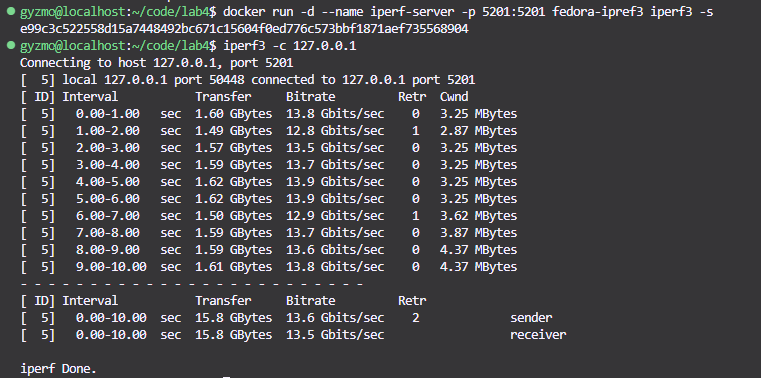 gyzmo@localhost:~/code/lab4$ docker run -d --name iperf-server -p 5201:5201 fedora-ipref3 iperf3 -s
e99c3c522558d15a7448492bc671c15604f0ed776c573bbf1871aef735568904
gyzmo@localhost:~/code/lab4$ iperf3 -c 127.0.0.1
Connecting to host 127.0.0.1, port 5201
[  5] local 127.0.0.1 port 50448 connected to 127.0.0.1 port 5201
[ ID] Interval           Transfer     Bitrate         Retr  Cwnd
[  5]   0.00-1.00   sec  1.60 GBytes  13.8 Gbits/sec    0   3.25 MBytes
[  5]   1.00-2.00   sec  1.49 GBytes  12.8 Gbits/sec    1   2.87 MBytes
[  5]   2.00-3.00   sec  1.57 GBytes  13.5 Gbits/sec    0   3.25 MBytes
[  5]   3.00-4.00   sec  1.59 GBytes  13.7 Gbits/sec    0   3.25 MBytes
[  5]   4.00-5.00   sec  1.62 GBytes  13.9 Gbits/sec    0   3.25 MBytes
[  5]   5.00-6.00   sec  1.62 GBytes  13.9 Gbits/sec    0   3.25 MBytes
[  5]   6.00-7.00   sec  1.50 GBytes  12.9 Gbits/sec    1   3.62 MBytes
[  5]   7.00-8.00   sec  1.59 GBytes  13.7 Gbits/sec    0   3.87 MBytes
[  5]   8.00-9.00   sec  1.59 GBytes  13.6 Gbits/sec    0   4.37 MBytes
[  5]   9.00-10.00  sec  1.61 GBytes  13.8 Gbits/sec    0   4.37 MBytes
- - - - - - - - - - - - - - - - - - - - - - - - -
[ ID] Interval           Transfer     Bitrate         Retr
[  5]   0.00-10.00  sec  15.8 GBytes  13.6 Gbits/sec    2             sender
[  5]   0.00-10.00  sec  15.8 GBytes  13.5 Gbits/sec                  receiver
iperf Done.